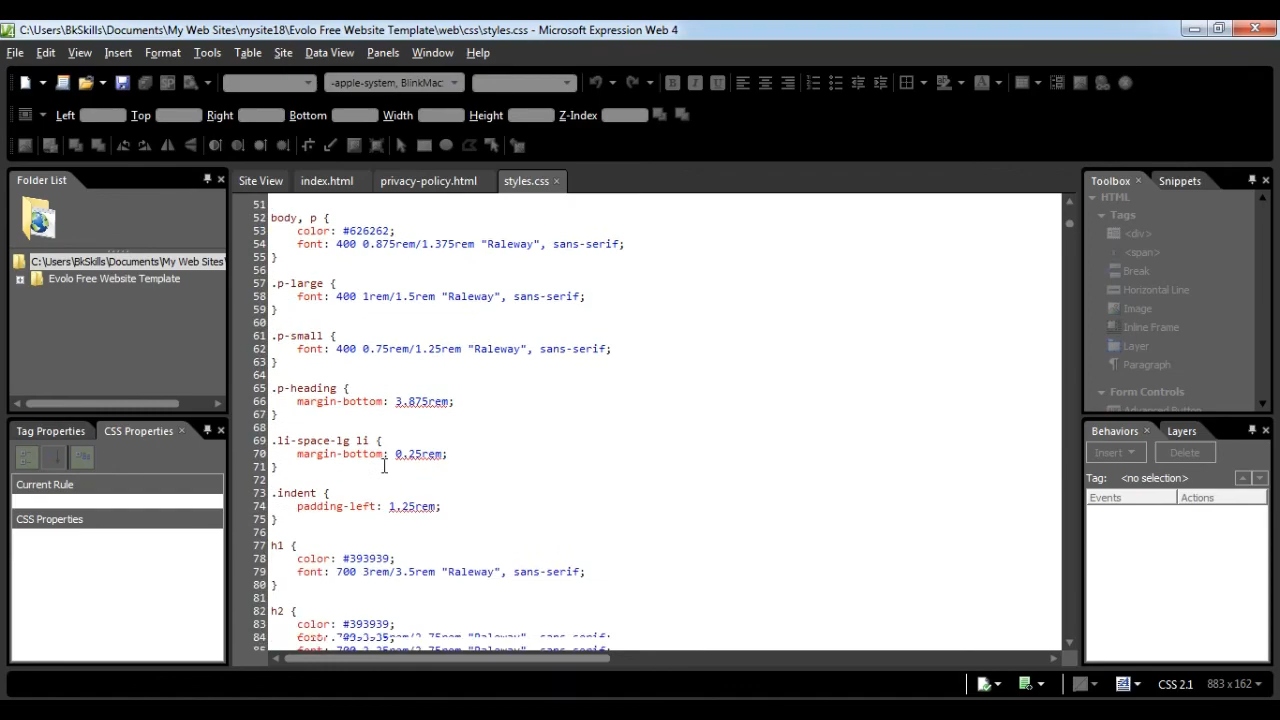 C:\Users\BkSkills\Documents\My Web Sites\mysite18\Evolo Free Website Template\web\css\styles.css - Microsoft Expression Web 4
File Edit View Insert Format Tools Table Site Data View Panels Window Help
-apple-system, BlinkMac
Left Top Right Bottom Width Height Z-Index
Folder List
Site View index.html privacy-policy.html styles.css
Toolbox Snippets
C:\Users\BkSkills\Documents\My Web Sites
Evolo Free Website Template
51
52 body, p {
53 color: #626262;
54 font: 400 0.875rem/1.375rem "Raleway", sans-serif;
55 }
56
57 .p-large {
58 font: 400 1rem/1.5rem "Raleway", sans-serif;
59 }
60
61 .p-small {
62 font: 400 0.75rem/1.25rem "Raleway", sans-serif;
63 }
64
65 .p-heading {
66 margin-bottom: 3.875rem;
67 }
68
69 .li-space-lg li {
70 margin-bottom: 0.25rem;
71 }
72
73 .indent {
74 padding-left: 1.25rem;
75 }
76
77 h1 {
78 color: #393939;
79 font: 700 3rem/3.5rem "Raleway", sans-serif;
80 }
81
82 h2 {
83 color: #393939;
84
HTML
Tags
<div>
<span>
Break
Horizontal Line
Image
Inline Frame
Layer
Paragraph
Form Controls
Advanced Button
Tag Properties CSS Properties
Current Rule
CSS Properties
Behaviors Layers
Insert Delete
Tag: <no selection>
Events Actions
CSS 2.1 883 x 162